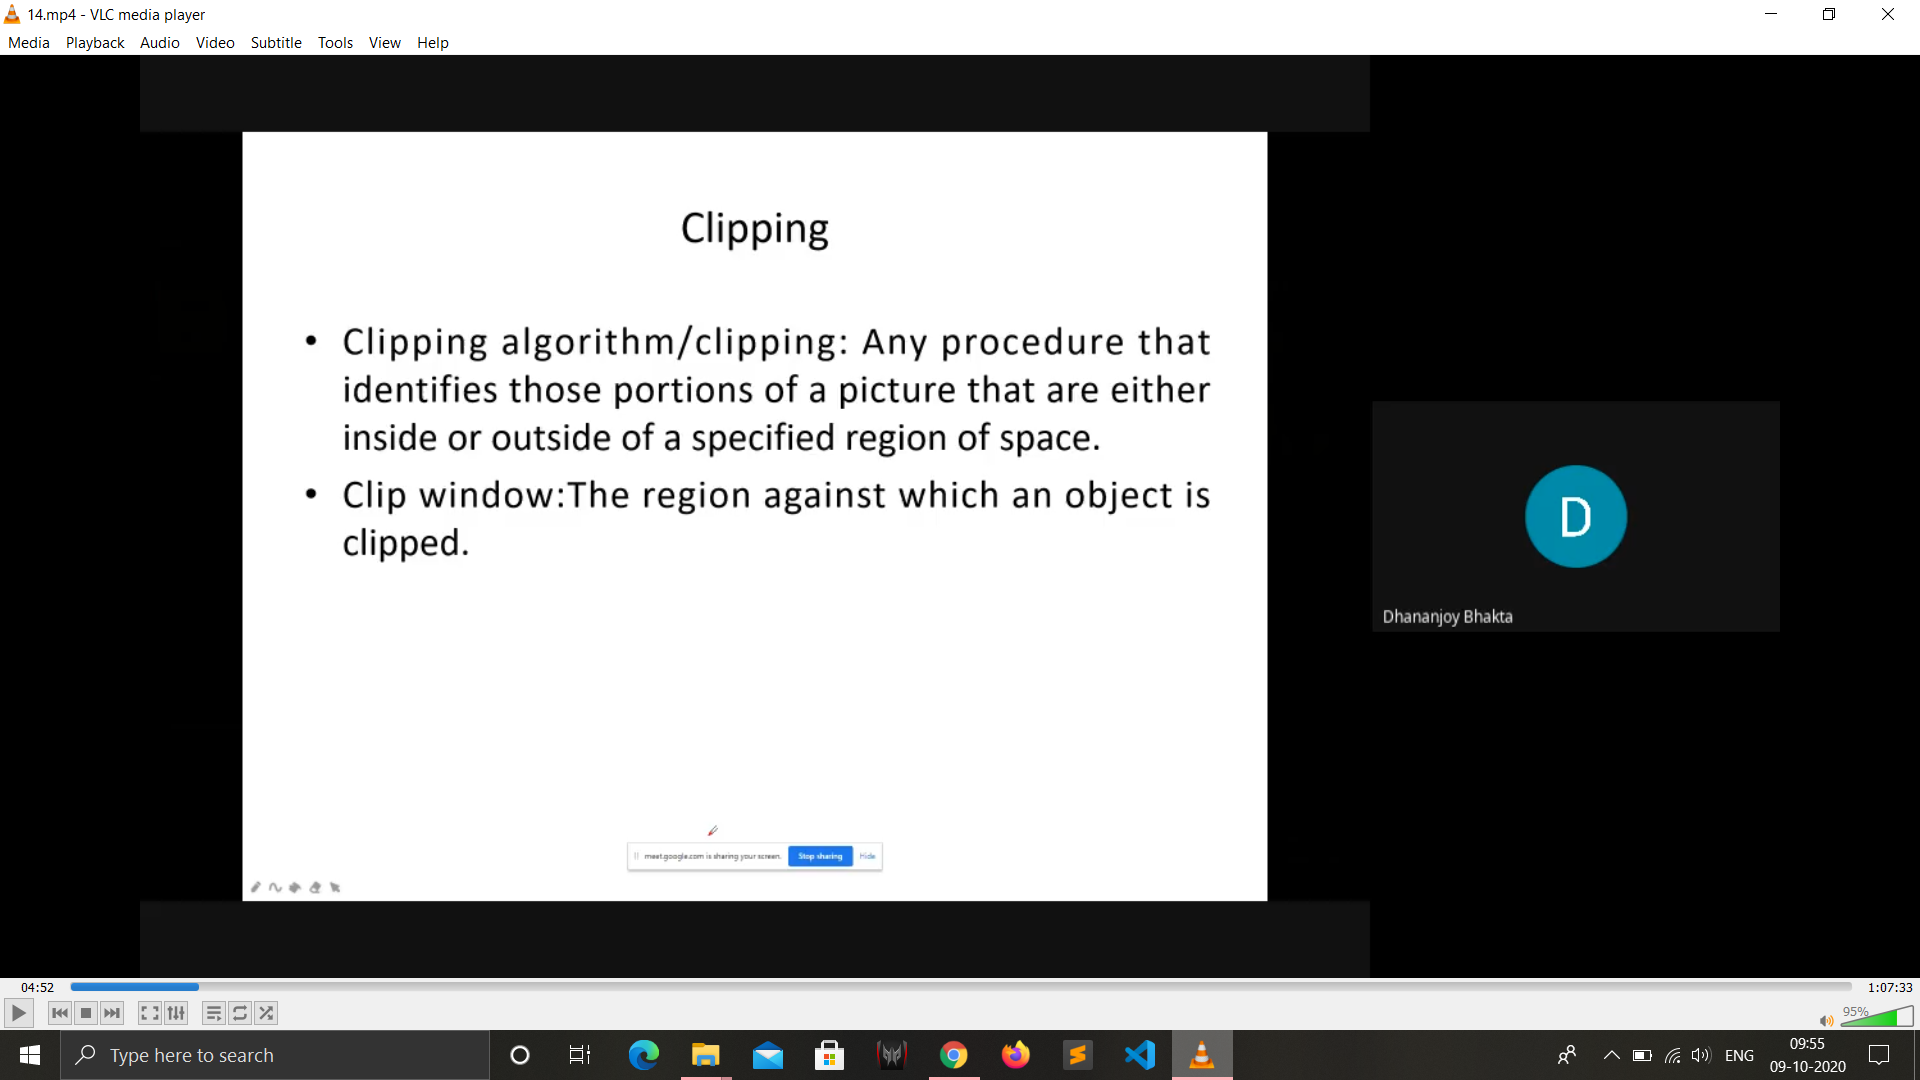 14.mp4 - VLC media player
Media Playback Audio Video Subtitle Tools View Help
Clipping
• Clipping algorithm/clipping: Any procedure that
identifies those portions of a picture that are either
inside or outside of a specified region of space.
• Clip window:The region against which an object is
clipped.
D
Dhananjoy Bhakta
meet.google.com is sharing your screen. Stop sharing Hide
04:52 1:07:33
95%
Type here to search
ENG
09:55
09-10-2020